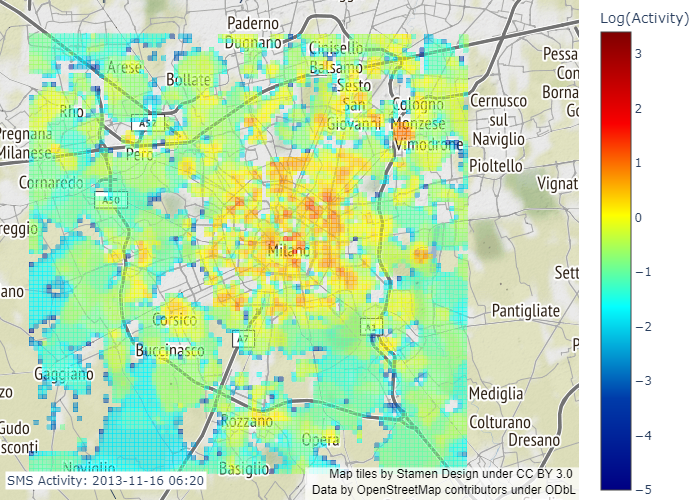 Log(Activity)
Paderno
Dugnano
Cinisello
Balsamo
Arese
Bollate
Sesto
San
Giovanni
Cologno
Monzese
Cernusco
sul
Naviglio
Pessa
Con
Borna
Go
Rho
A57
Pregnana
Milanese
Pero
Vimodrone
Pioltello
Cornaredo
A50
Vignat
reggio
Milano
Sett
ano
Corsico
A7
A1
Pantigliate
Buccinasco
P
Gaggiano
zo
Mediglia
Gudo
sconti
Rozzano
Opera
Colturano
Dresano
Noviglio
Basiglio
3
2
1
0
−1
−2
−3
−4
−5
SMS Activity: 2013-11-16 06:20
Map tiles by Stamen Design under CC BY 3.0
Data by OpenStreetMap contributors under ODbL